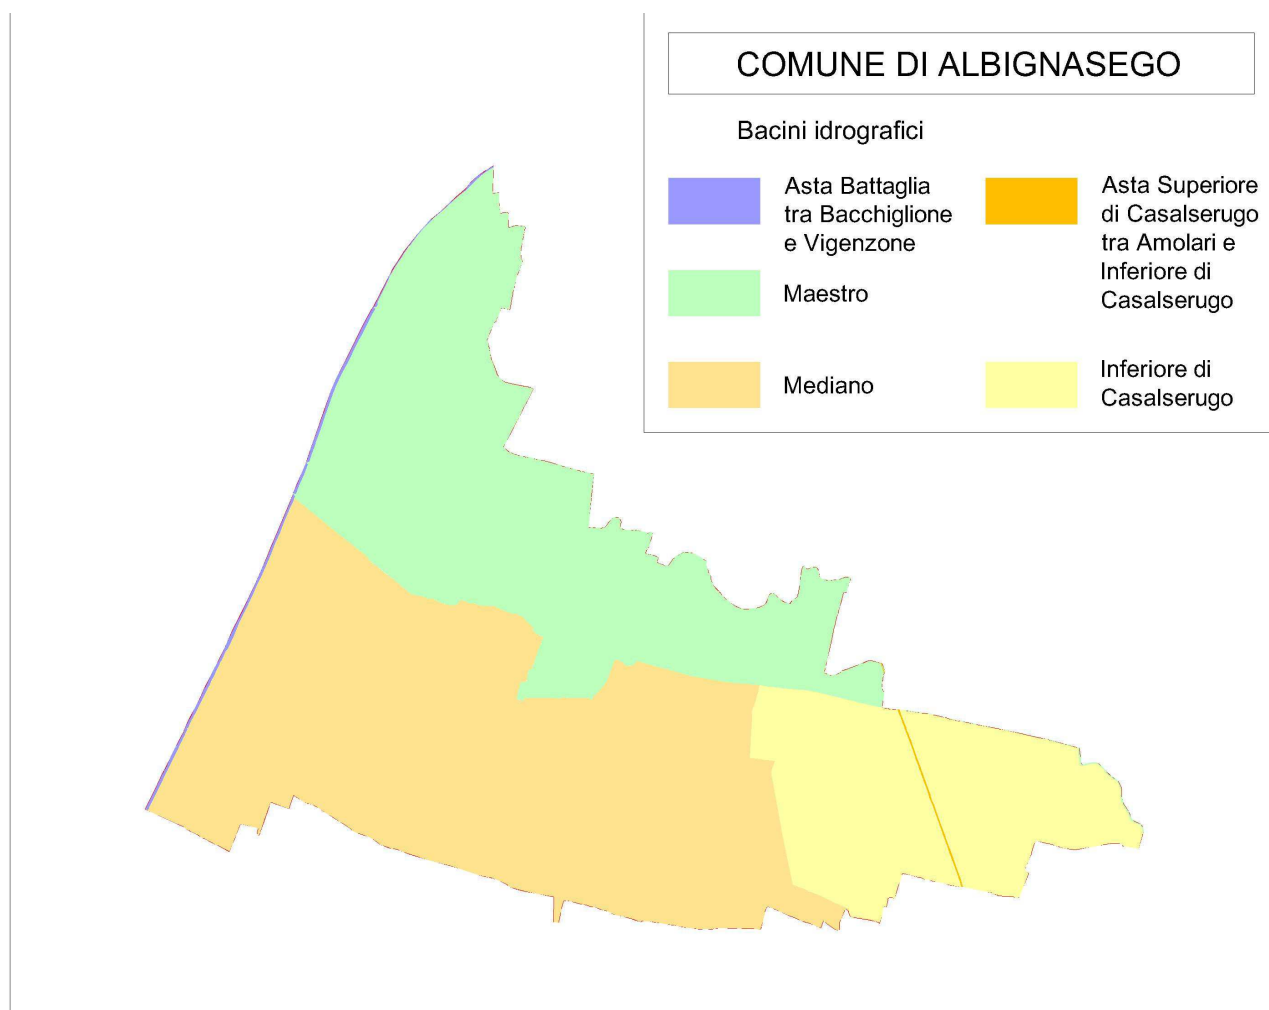 COMUNE DI ALBIGNASEGO
Bacini idrografici
Asta Battaglia
tra Bacchiglione
e Vigenzone
Maestro
Mediano
Asta Superiore
di Casalserugo
tra Amolari e
Inferiore di
Casalserugo
Inferiore di
Casalserugo